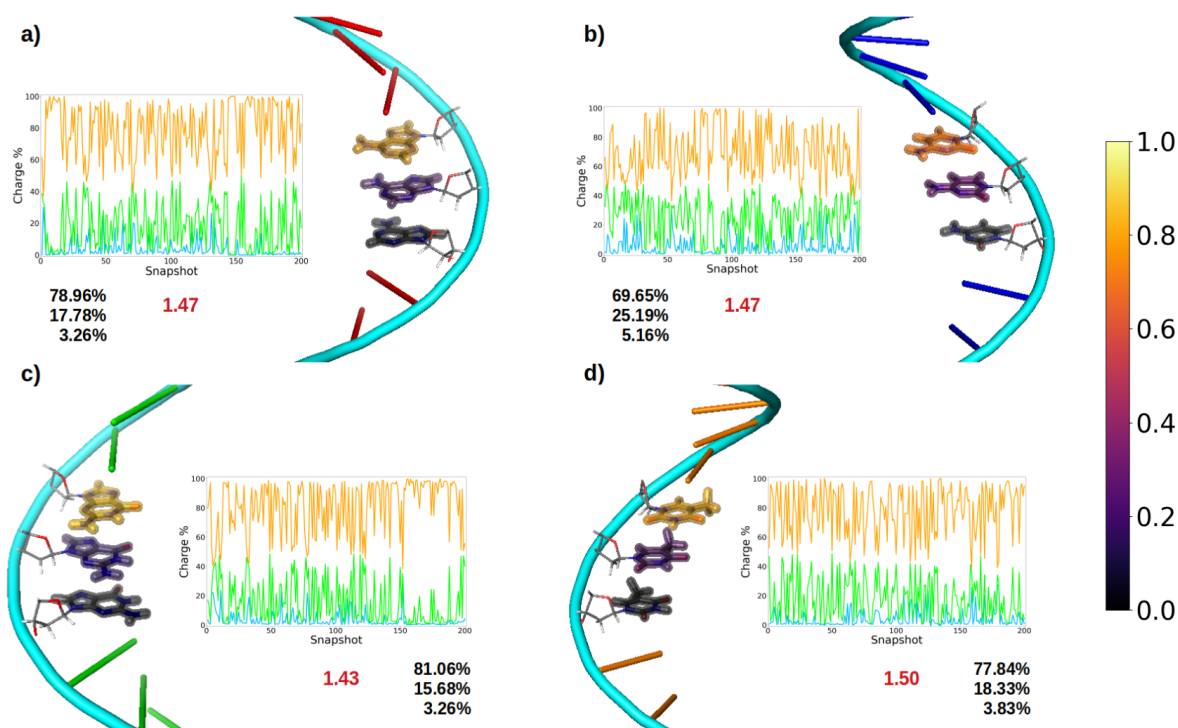 a)
100
80
60
40
20
0
Charge %
0 50 100 150 200
Snapshot
78.96%
17.78%
3.26%
1.47
b)
100
80
60
40
20
0
Charge %
0 50 100 150 200
Snapshot
69.65%
25.19%
5.16%
1.47
c)
100
80
60
40
20
0
Charge %
0 50 100 150 200
Snapshot
1.43
81.06%
15.68%
3.26%
d)
100
80
60
40
20
0
Charge %
0 50 100 150 200
Snapshot
1.50
77.84%
18.33%
3.83%
1.0
0.8
0.6
0.4
0.2
0.0